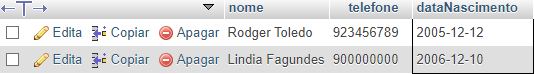 nome telefone dataNascimento
Edita Copiar Apagar Rodger Toledo 923456789 2005-12-12
Edita Copiar Apagar Lindia Fagundes 900000000 2006-12-10